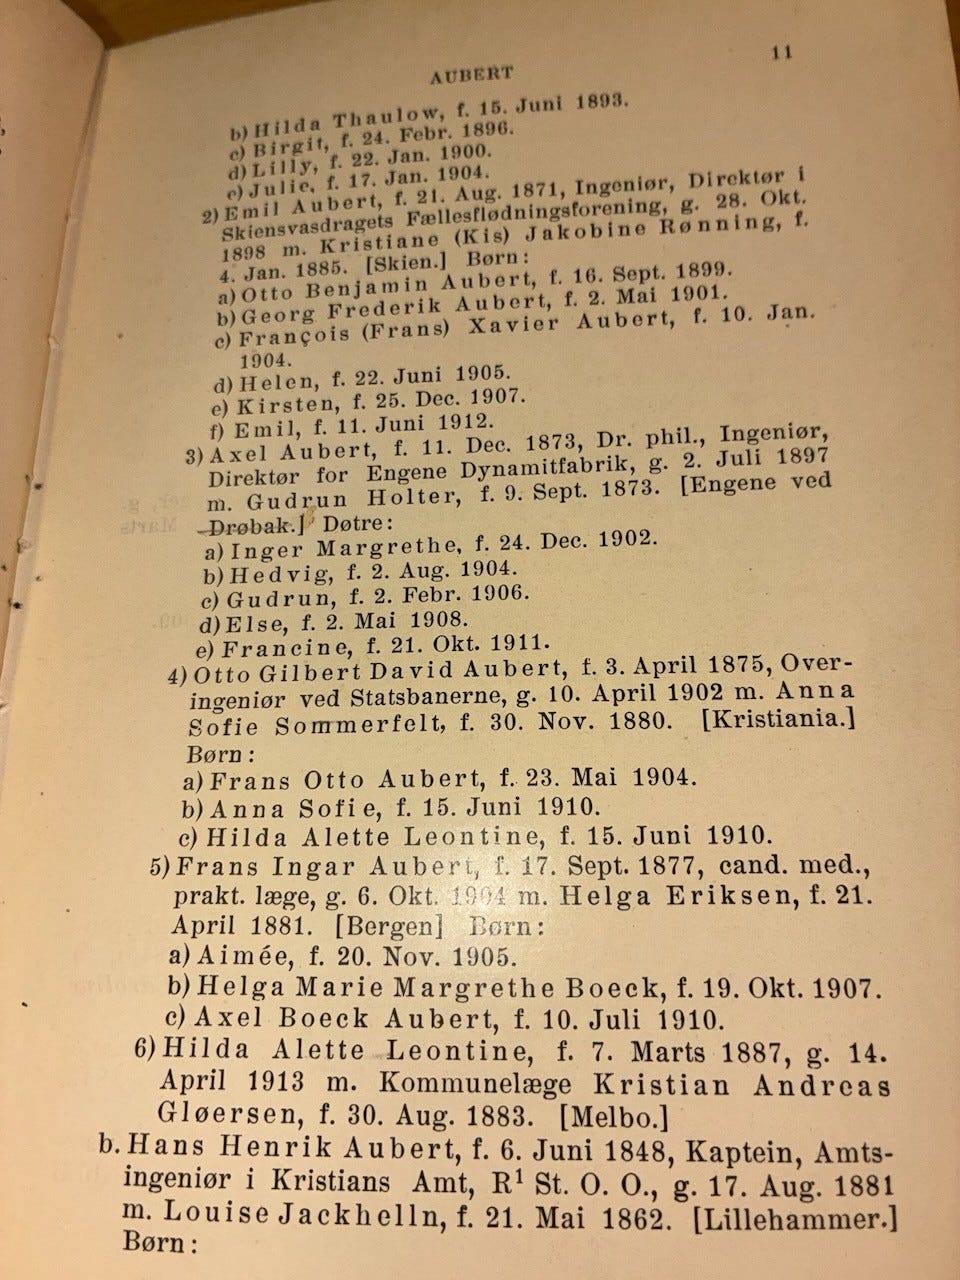 AUBERT
11
b) Hilda Thaulow, f. 15. Juni 1893.
c) Birgit, f. 24. Febr. 1896.
d) Lilly, f. 22. Jan. 1900.
e) Julie, f. 17. Jan. 1904.
2) Emil Aubert, f. 21. Aug. 1871, Ingeniør, Direktør i
Skiensvasdragets Fællesflødningsforening, g. 28. Okt.
1898 m. Kristiane (Kis) Jakobine Rønning, f.
4. Jan. 1885. [Skien.] Børn:
a) Otto Benjamin Aubert, f. 16. Sept. 1899.
b) Georg Frederik Aubert, f. 2. Mai 1901.
c) François (Frans) Xavier Aubert, f. 10. Jan.
1904.
d) Helen, f. 22. Juni 1905.
e) Kirsten, f. 25. Dec. 1907.
f) Emil, f. 11. Juni 1912.
3) Axel Aubert, f. 11. Dec. 1873, Dr. phil., Ingeniør,
Direktør for Engene Dynamitfabrik, g. 2. Juli 1897
m. Gudrun Holter, f. 9. Sept. 1873. [Engene ved
Drøbak.] Døtre:
a) Inger Margrethe, f. 24. Dec. 1902.
b) Hedvig, f. 2. Aug. 1904.
c) Gudrun, f. 2. Febr. 1906.
d) Else, f. 2. Mai 1908.
e) Francine, f. 21. Okt. 1911.
4) Otto Gilbert David Aubert, f. 3. April 1875, Over-
ingeniør ved Statsbanerne, g. 10. April 1902 m. Anna
Sofie Sommerfelt, f. 30. Nov. 1880. [Kristiania.]
Børn:
a) Frans Otto Aubert, f. 23. Mai 1904.
b) Anna Sofie, f. 15. Juni 1910.
c) Hilda Alette Leontine, f. 15. Juni 1910.
5) Frans Ingar Aubert, f. 17. Sept. 1877, cand. med.,
prakt. læge, g. 6. Okt. 1904 m. Helga Eriksen, f. 21.
April 1881. [Bergen] Børn:
a) Aimée, f. 20. Nov. 1905.
b) Helga Marie Margrethe Boeck, f. 19. Okt. 1907.
c) Axel Boeck Aubert, f. 10. Juli 1910.
6) Hilda Alette Leontine, f. 7. Marts 1887, g. 14.
April 1913 m. Kommunelæge Kristian Andreas
Gløersen, f. 30. Aug. 1883. [Melbo.]
b. Hans Henrik Aubert, f. 6. Juni 1848, Kaptein, Amts-
ingeniør i Kristians Amt, R¹ St. O. O., g. 17. Aug. 1881
m. Louise Jackhelln, f. 21. Mai 1862. [Lillehammer.]
Børn: